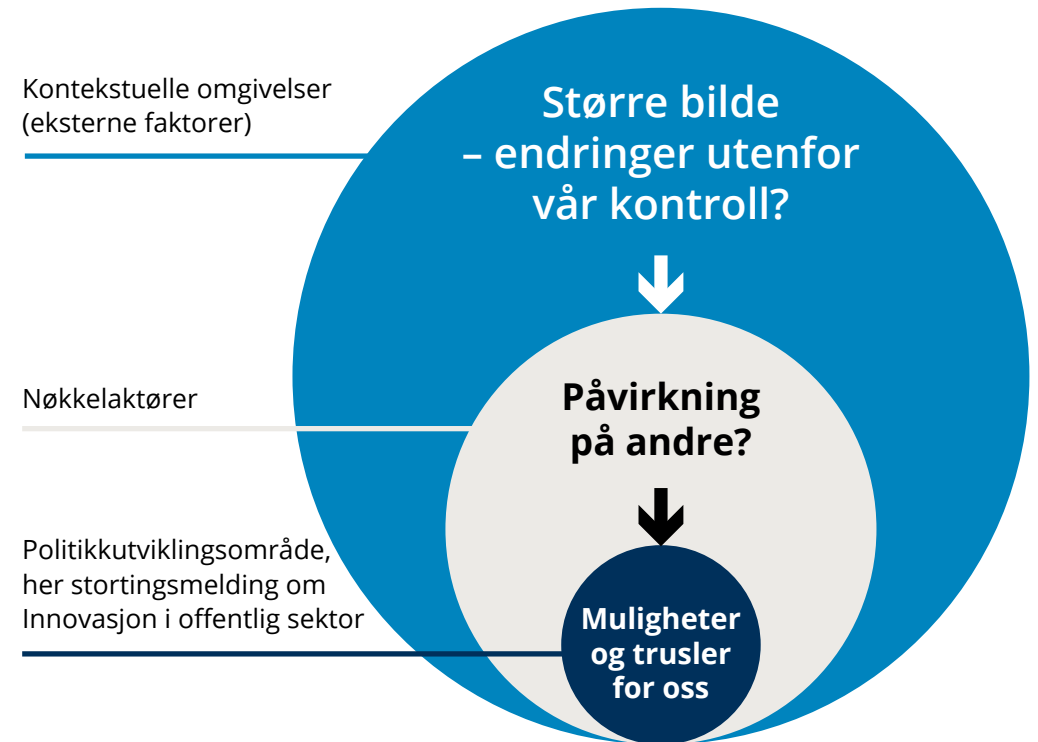 Kontekstuelle omgivelser
(eksterne faktorer)
Større bilde
– endringer utenfor
vår kontroll?
Nøkkelaktører
Påvirkning
på andre?
Politikkutviklingsområde,
her stortingsmelding om
Innovasjon i offentlig sektor
Muligheter
og trusler
for oss